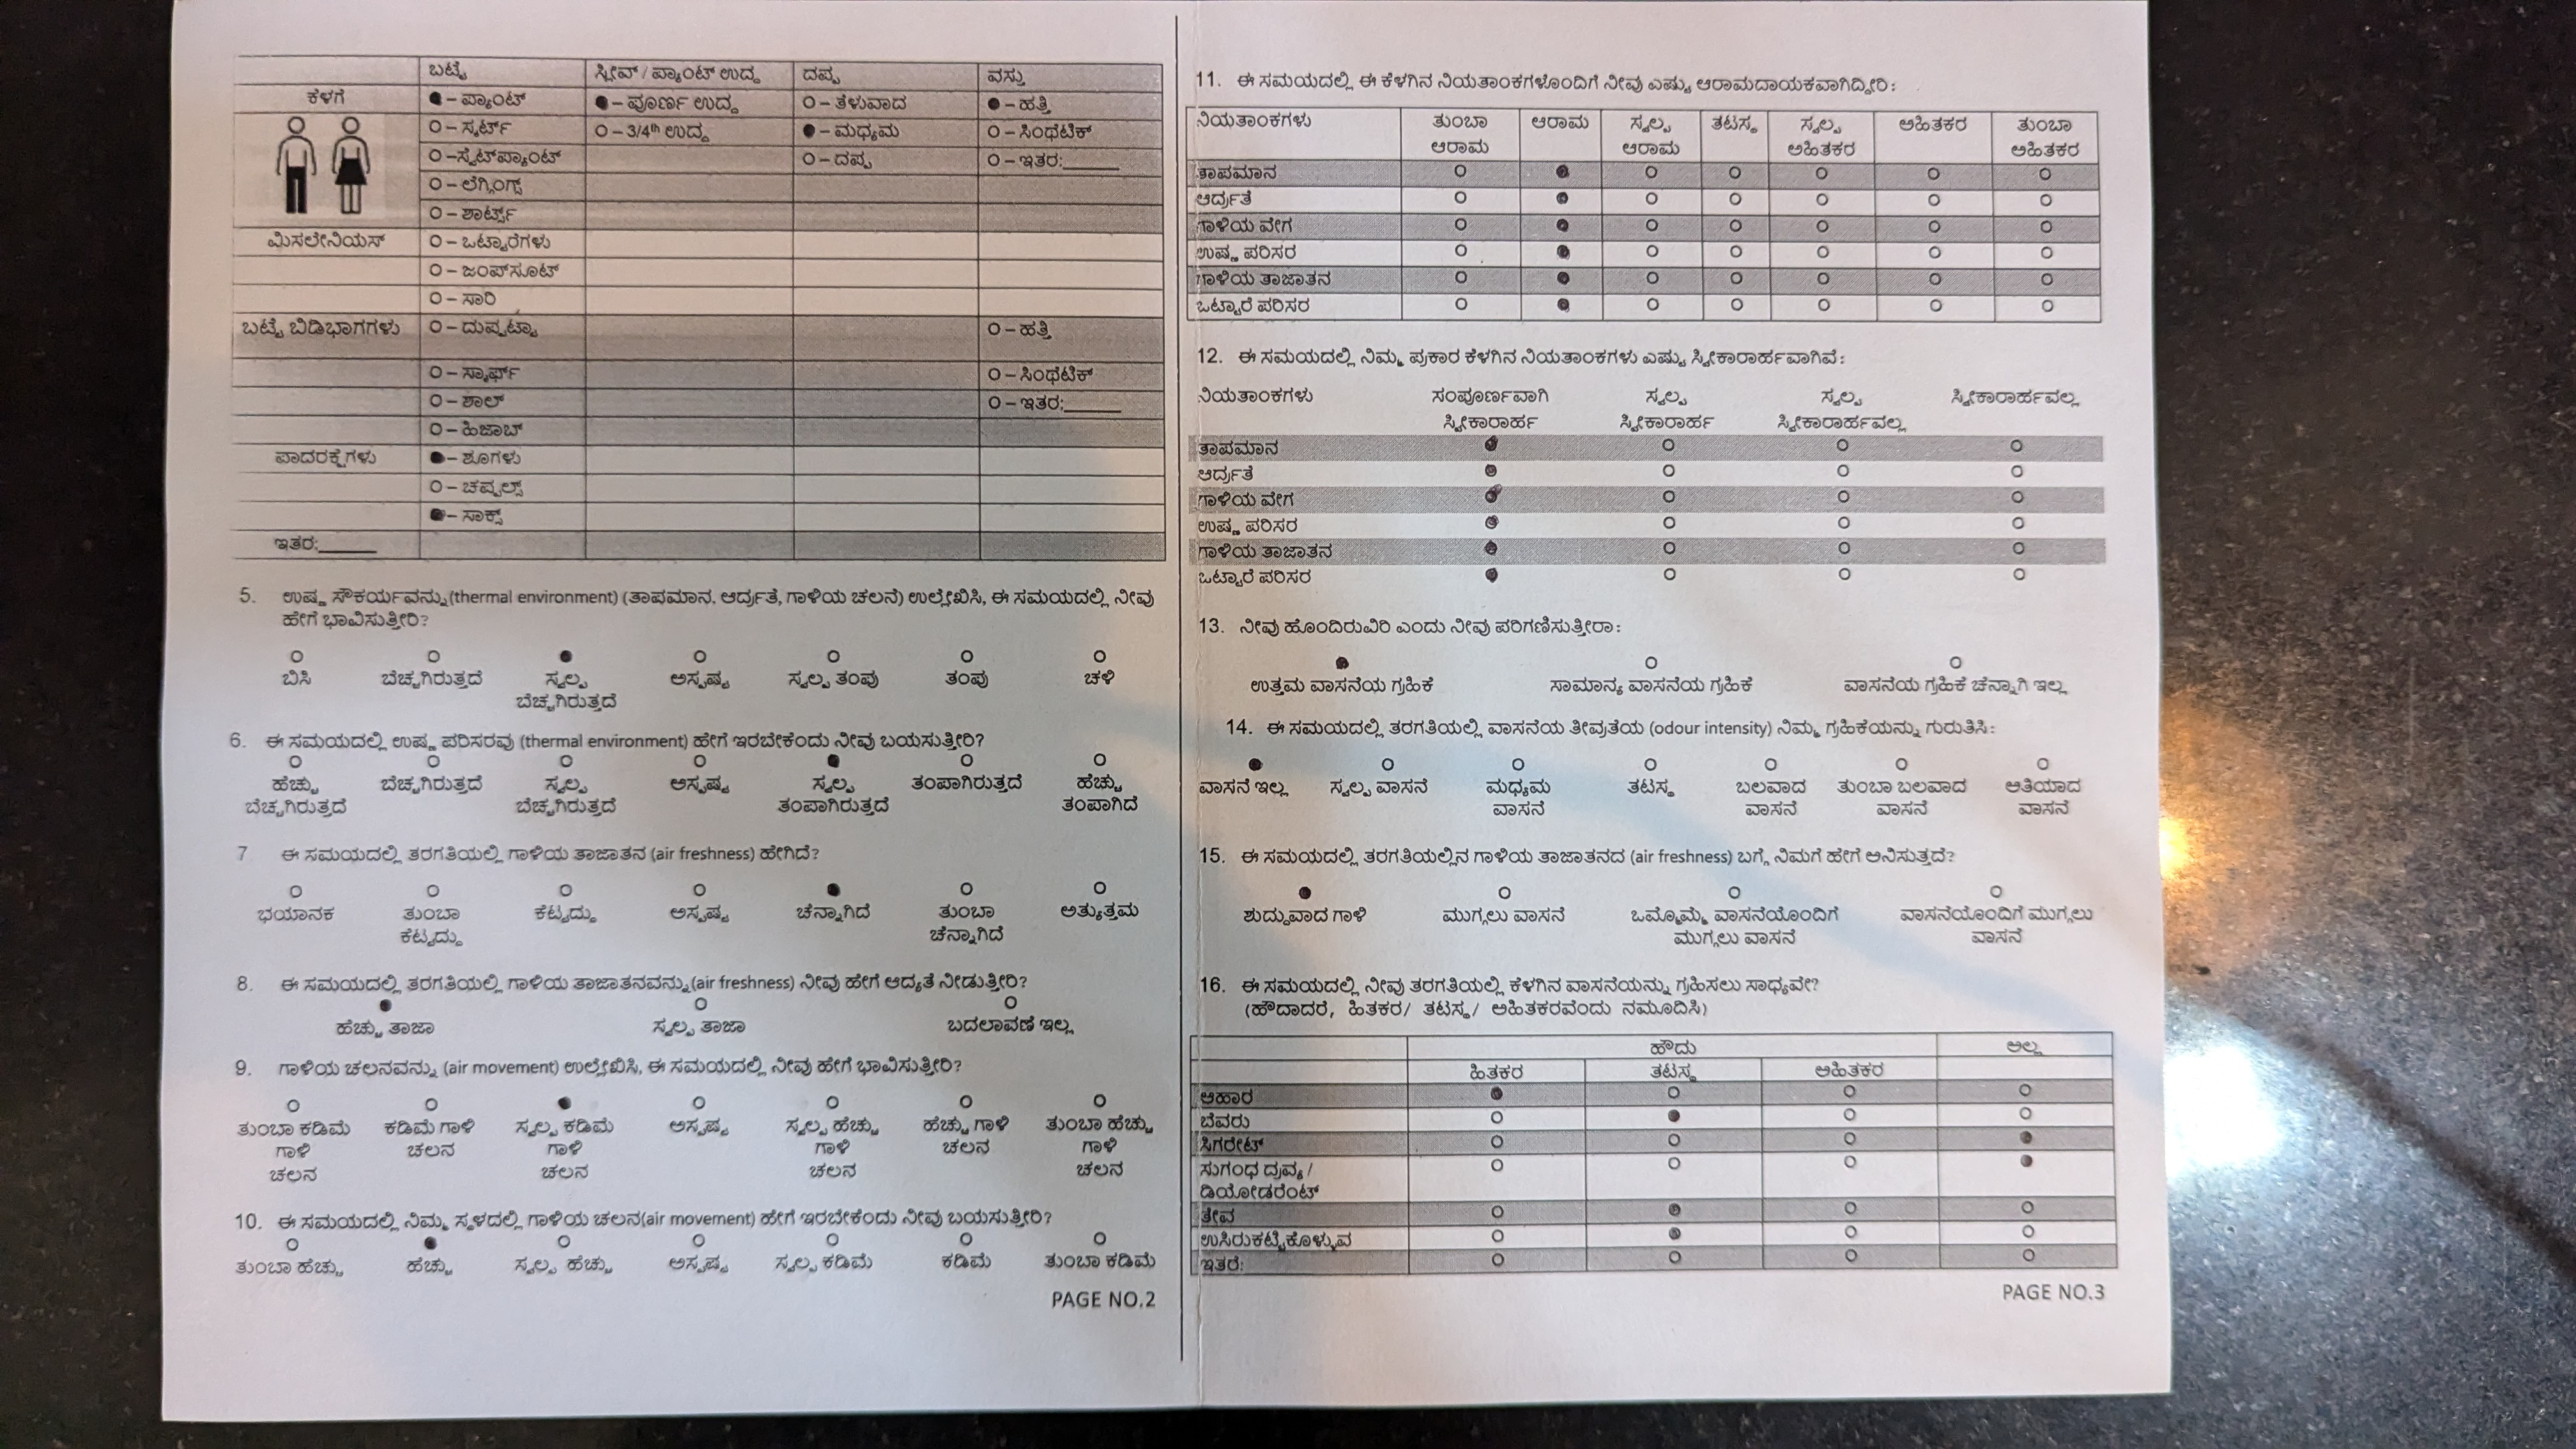 ಬಟ್ಟೆ ಸ್ಲೀವ್ / ಪ್ಯಾಂಟ್ ಉದ್ದ ದಪ್ಪ ವಸ್ತು
ಕೆಳಗೆ ●– ಪ್ಯಾಂಟ್ ●– ಪೂರ್ಣ ಉದ್ದ O – ತೆಳುವಾದ ●– ಹತ್ತಿ
O – ಸ್ಕರ್ಟ್ O – 3/4th ಉದ್ದ ●– ಮಧ್ಯಮ O – ಸಿಂಥೆಟಿಕ್
O –ಸ್ವೆಟ್‌ಪ್ಯಾಂಟ್ O – ದಪ್ಪ O – ಇತರ:______
O – ಲೆಗ್ಗಿಂಗ್ಸ್
O – ಶಾರ್ಟ್ಸ್
ಮಿಸಲೇನಿಯಸ್ O – ಒಟ್ಟಾರೆಗಳು
O – ಜಂಪ್‌ಸೂಟ್
O – ಸಾರಿ
ಬಟ್ಟೆ ಬಿಡಿಭಾಗಗಳು O – ದುಪ್ಪಟ್ಟಾ O – ಹತ್ತಿ
O – ಸ್ಕಾರ್ಫ್ O – ಸಿಂಥೆಟಿಕ್
O – ಶಾಲ್ O – ಇತರ:______
O – ಹಿಜಾಬ್
ಪಾದರಕ್ಷೆಗಳು ●– ಶೂಗಳು
O – ಚಪ್ಪಲ್ಸ್
●– ಸಾಕ್ಸ್
ಇತರ:______
5. ಉಷ್ಣ ಸೌಕರ್ಯವನ್ನು(thermal environment) (ತಾಪಮಾನ, ಆರ್ದ್ರತೆ, ಗಾಳಿಯ ಚಲನೆ) ಉಲ್ಲೇಖಿಸಿ, ಈ ಸಮಯದಲ್ಲಿ ನೀವು
ಹೇಗೆ ಭಾವಿಸುತ್ತೀರಿ?
O O ● O O O O
ಬಿಸಿ ಬೆಚ್ಚಗಿರುತ್ತದೆ ಸ್ವಲ್ಪ ಅಸ್ಪಷ್ಟ ಸ್ವಲ್ಪ ತಂಪು ತಂಪು ಚಳಿ
ಬೆಚ್ಚಗಿರುತ್ತದೆ
6. ಈ ಸಮಯದಲ್ಲಿ ಉಷ್ಣ ಪರಿಸರವು (thermal environment) ಹೇಗೆ ಇರಬೇಕೆಂದು ನೀವು ಬಯಸುತ್ತೀರಿ?
O O O O ● O O
ಹೆಚ್ಚು ಬೆಚ್ಚಗಿರುತ್ತದೆ ಸ್ವಲ್ಪ ಅಸ್ಪಷ್ಟ ಸ್ವಲ್ಪ ತಂಪಾಗಿರುತ್ತದೆ ಹೆಚ್ಚು
ಬೆಚ್ಚಗಿರುತ್ತದೆ ಬೆಚ್ಚಗಿರುತ್ತದೆ ತಂಪಾಗಿರುತ್ತದೆ ತಂಪಾಗಿದೆ
7 ಈ ಸಮಯದಲ್ಲಿ ತರಗತಿಯಲ್ಲಿ ಗಾಳಿಯ ತಾಜಾತನ (air freshness) ಹೇಗಿದೆ?
O O O O ● O O
ಭಯಾನಕ ತುಂಬಾ ಕೆಟ್ಟದ್ದು ಅಸ್ಪಷ್ಟ ಚೆನ್ನಾಗಿದೆ ತುಂಬಾ ಅತ್ಯುತ್ತಮ
ಕೆಟ್ಟದ್ದು ಚೆನ್ನಾಗಿದೆ
8. ಈ ಸಮಯದಲ್ಲಿ ತರಗತಿಯಲ್ಲಿ ಗಾಳಿಯ ತಾಜಾತನವನ್ನು(air freshness) ನೀವು ಹೇಗೆ ಆದ್ಯತೆ ನೀಡುತ್ತೀರಿ?
● O O
ಹೆಚ್ಚು ತಾಜಾ ಸ್ವಲ್ಪ ತಾಜಾ ಬದಲಾವಣೆ ಇಲ್ಲ
9. ಗಾಳಿಯ ಚಲನವನ್ನು (air movement) ಉಲ್ಲೇಖಿಸಿ, ಈ ಸಮಯದಲ್ಲಿ ನೀವು ಹೇಗೆ ಭಾವಿಸುತ್ತೀರಿ?
O O ● O O O O
ತುಂಬಾ ಕಡಿಮೆ ಕಡಿಮೆ ಗಾಳಿ ಸ್ವಲ್ಪ ಕಡಿಮೆ ಅಸ್ಪಷ್ಟ ಸ್ವಲ್ಪ ಹೆಚ್ಚು ಹೆಚ್ಚು ಗಾಳಿ ತುಂಬಾ ಹೆಚ್ಚು
ಗಾಳಿ ಚಲನ ಗಾಳಿ ಗಾಳಿ ಚಲನ ಗಾಳಿ
ಚಲನ ಚಲನ ಚಲನ ಚಲನ
10. ಈ ಸಮಯದಲ್ಲಿ ನಿಮ್ಮ ಸ್ಥಳದಲ್ಲಿ ಗಾಳಿಯ ಚಲನ(air movement) ಹೇಗೆ ಇರಬೇಕೆಂದು ನೀವು ಬಯಸುತ್ತೀರಿ?
O ● O O O O O
ತುಂಬಾ ಹೆಚ್ಚು ಹೆಚ್ಚು ಸ್ವಲ್ಪ ಹೆಚ್ಚು ಅಸ್ಪಷ್ಟ ಸ್ವಲ್ಪ ಕಡಿಮೆ ಕಡಿಮೆ ತುಂಬಾ ಕಡಿಮೆ
PAGE NO.2
11. ಈ ಸಮಯದಲ್ಲಿ ಈ ಕೆಳಗಿನ ನಿಯತಾಂಕಗಳೊಂದಿಗೆ ನೀವು ಎಷ್ಟು ಆರಾಮದಾಯಕವಾಗಿದ್ದೀರಿ:
ನಿಯತಾಂಕಗಳು ತುಂಬಾ ಆರಾಮ ಸ್ವಲ್ಪ ತಟಸ್ಥ ಸ್ವಲ್ಪ ಅಹಿತಕರ ತುಂಬಾ
ಆರಾಮ ಆರಾಮ ಅಹಿತಕರ ಅಹಿತಕರ
ತಾಪಮಾನ O ● O O O O O
ಆರ್ದ್ರತೆ O ● O O O O O
ಗಾಳಿಯ ವೇಗ O ● O O O O O
ಉಷ್ಣ ಪರಿಸರ O ● O O O O O
ಗಾಳಿಯ ತಾಜಾತನ O ● O O O O O
ಒಟ್ಟಾರೆ ಪರಿಸರ O ● O O O O O
12. ಈ ಸಮಯದಲ್ಲಿ ನಿಮ್ಮ ಪ್ರಕಾರ ಕೆಳಗಿನ ನಿಯತಾಂಕಗಳು ಎಷ್ಟು ಸ್ವೀಕಾರಾರ್ಹವಾಗಿವೆ:
ನಿಯತಾಂಕಗಳು ಸಂಪೂರ್ಣವಾಗಿ ಸ್ವಲ್ಪ ಸ್ವಲ್ಪ ಸ್ವೀಕಾರಾರ್ಹವಲ್ಲ
ಸ್ವೀಕಾರಾರ್ಹ ಸ್ವೀಕಾರಾರ್ಹ ಸ್ವೀಕಾರಾರ್ಹವಲ್ಲ
ತಾಪಮಾನ ● O O O
ಆರ್ದ್ರತೆ ● O O O
ಗಾಳಿಯ ವೇಗ ● O O O
ಉಷ್ಣ ಪರಿಸರ ● O O O
ಗಾಳಿಯ ತಾಜಾತನ ● O O O
ಒಟ್ಟಾರೆ ಪರಿಸರ ● O O O
13. ನೀವು ಹೊಂದಿರುವಿರಿ ಎಂದು ನೀವು ಪರಿಗಣಿಸುತ್ತೀರಾ:
● O O
ಉತ್ತಮ ವಾಸನೆಯ ಗ್ರಹಿಕೆ ಸಾಮಾನ್ಯ ವಾಸನೆಯ ಗ್ರಹಿಕೆ ವಾಸನೆಯ ಗ್ರಹಿಕೆ ಚೆನ್ನಾಗಿ ಇಲ್ಲ
14. ಈ ಸಮಯದಲ್ಲಿ ತರಗತಿಯಲ್ಲಿ ವಾಸನೆಯ ತೀವ್ರತೆಯ (odour intensity) ನಿಮ್ಮ ಗ್ರಹಿಕೆಯನ್ನು ಗುರುತಿಸಿ:
● O O O O O O
ವಾಸನೆ ಇಲ್ಲ ಸ್ವಲ್ಪ ವಾಸನೆ ಮಧ್ಯಮ ತಟಸ್ಥ ಬಲವಾದ ತುಂಬಾ ಬಲವಾದ ಅತಿಯಾದ
ವಾಸನೆ ವಾಸನೆ ವಾಸನೆ ವಾಸನೆ
15. ಈ ಸಮಯದಲ್ಲಿ ತರಗತಿಯಲ್ಲಿನ ಗಾಳಿಯ ತಾಜಾತನದ (air freshness) ಬಗ್ಗೆ ನಿಮಗೆ ಹೇಗೆ ಅನಿಸುತ್ತದೆ?
● O O O
ಶುದ್ದುವಾದ ಗಾಳಿ ಮುಗ್ಗಲು ವಾಸನೆ ಒಮ್ಮೊಮ್ಮೆ ವಾಸನೆಯೊಂದಿಗೆ ವಾಸನೆಯೊಂದಿಗೆ ಮುಗ್ಗಲು
ಮುಗ್ಗಲು ವಾಸನೆ ವಾಸನೆ
16. ಈ ಸಮಯದಲ್ಲಿ ನೀವು ತರಗತಿಯಲ್ಲಿ ಕೆಳಗಿನ ವಾಸನೆಯನ್ನು ಗ್ರಹಿಸಲು ಸಾಧ್ಯವೇ?
(ಹೌದಾದರೆ, ಹಿತಕರ/ ತಟಸ್ಥ/ ಅಹಿತಕರವೆಂದು ನಮೂದಿಸಿ)
ಹೌದು ಅಲ್ಲ
ಹಿತಕರ ತಟಸ್ಥ ಅಹಿತಕರ
ಆಹಾರ ● O O O
ಬೆವರು O ● O O
ಸಿಗರೇಟ್ O O O ●
ಸುಗಂಧ ದ್ರವ್ಯ / O O O ●
ಡಿಯೋಡರೆಂಟ್
ತೇವ O ● O O
ಉಸಿರುಕಟ್ಟಿಕೊಳ್ಳುವ O ● O O
ಇತರೆ: O O O O
PAGE NO.3